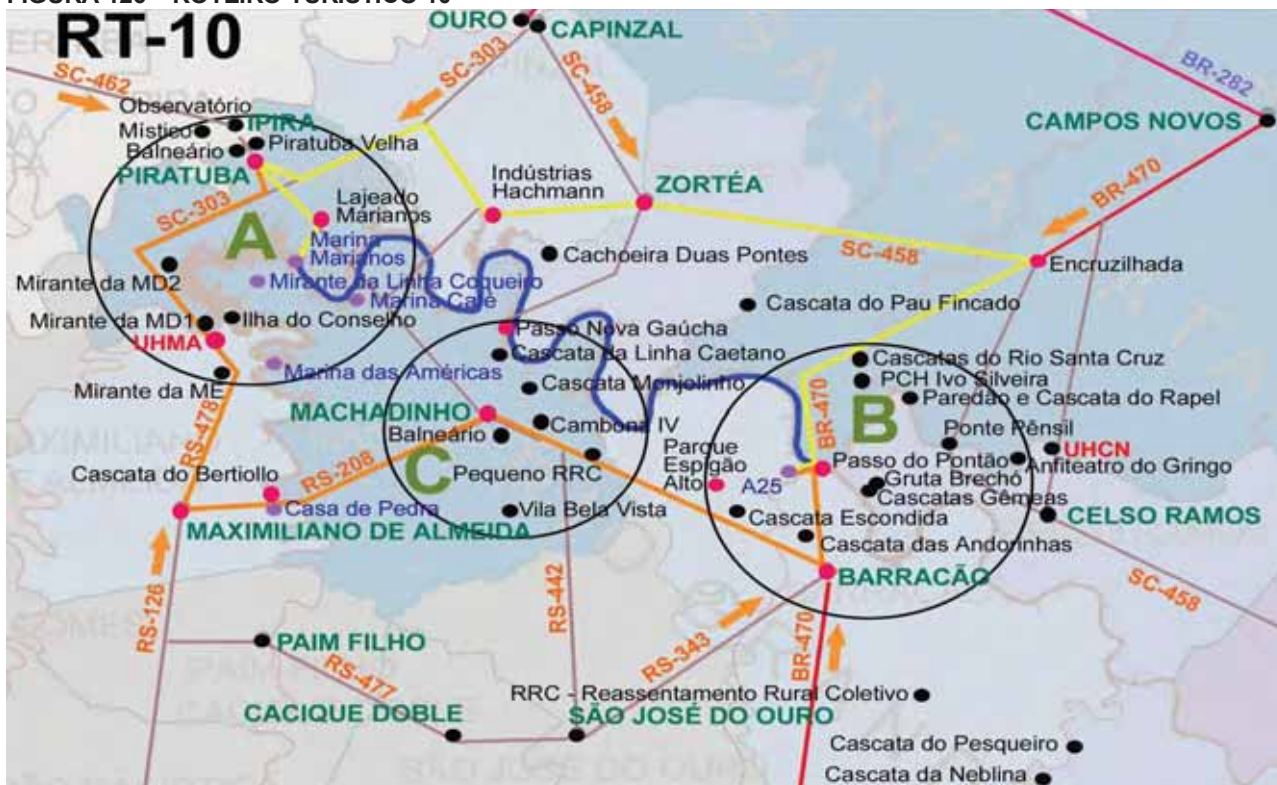 FIGURA 126 – ROTEIRO TURÍSTICO 10
RT-10
OURO
CAPINZAL
SC-303
SC-458
BR-282
SC-462
CAMPOS NOVOS
Observatório
IPIRA
Místico
Piratuba Velha
Balneário
PIRATUBA
Indústrias
Hachmann
ZORTÉA
BR-470
Lajeado
Marianos
SC-303
A
Marina
Marianos
SC-458
Encruzilhada
Cachoeira Duas Pontes
Mirante da MD2
Mirante da Linha Coqueiro
Marina Café
Cascata do Pau Fincado
Mirante da MD1
Ilha do Conselho
UHMA
Passo Nova Gaúcha
Cascata da Linha Caetano
Cascatas do Rio Santa Cruz
Marina das Américas
PCH Ivo Silveira
Mirante da ME
Cascata Monjolinho
Paredão e Cascata do Rapel
B
MACHADINHO
Cambona IV
BR-470
Balneário
Ponte Pênsil
UHCN
RS-478
RS-208
Parque
Espigão
Alto
Passo do Pontão
Anfiteatro do Gringo
Cascata do Bertiollo
C
Pequeno RRC
A25
Gruta Brechó
Cascatas Gêmeas
Casa de Pedra
Vila Bela Vista
Cascata Escondida
CELSO RAMOS
MAXIMILIANO DE ALMEIDA
Cascata das Andorinhas
BARRACÃO
SC-458
RS-126
RS-442
PAIM FILHO
RS-343
BR-470
RS-477
RRC - Reassentamento Rural Coletivo
CACIQUE DOBLE
SÃO JOSÉ DO OURO
Cascata do Pesqueiro
Cascata da Neblina